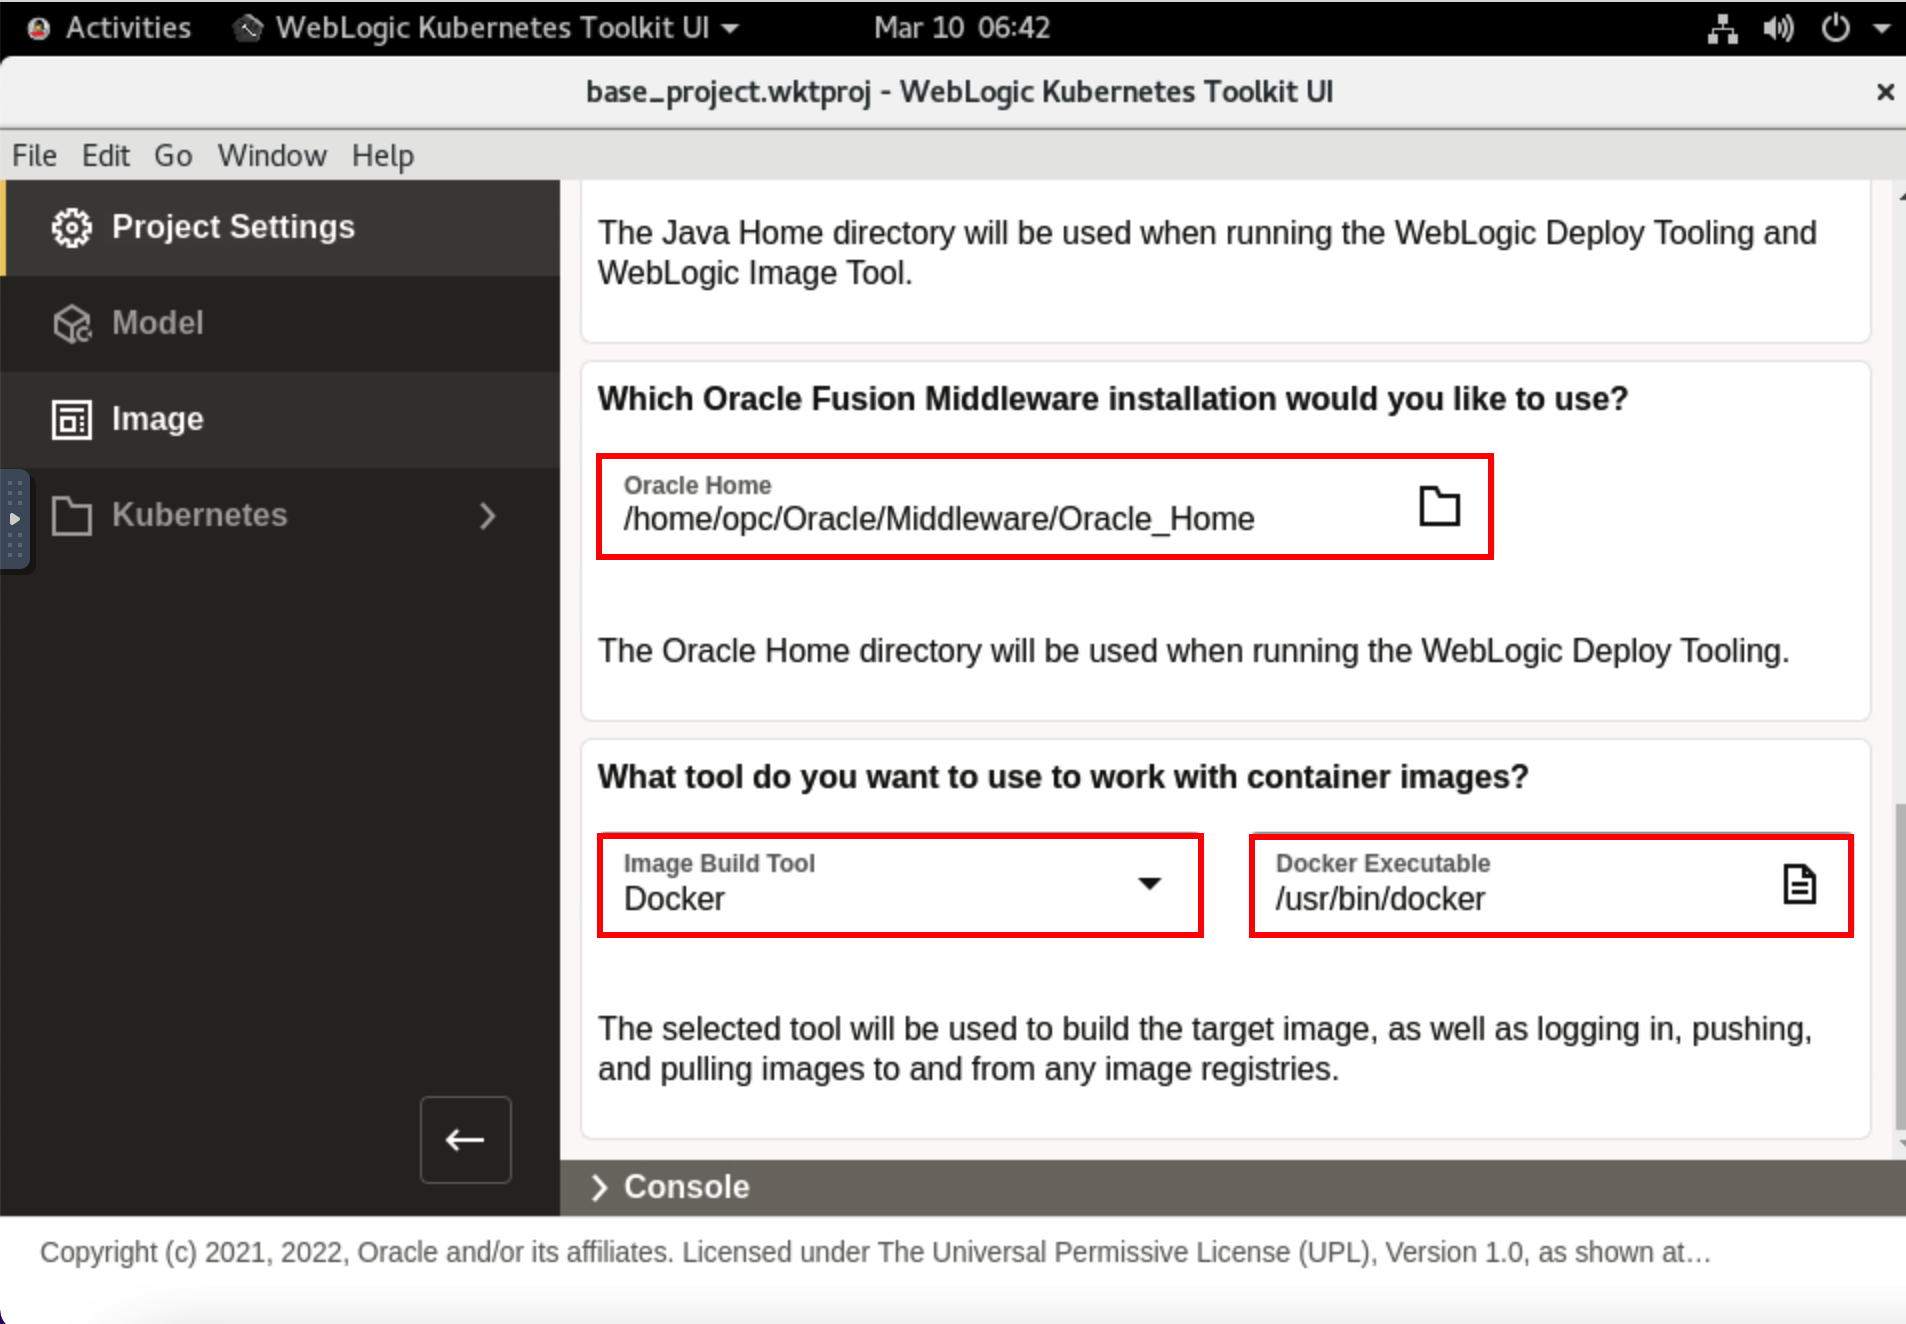 Activities WebLogic Kubernetes Toolkit UI Mar 10 06:42
base_project.wktproj - WebLogic Kubernetes Toolkit UI
File Edit Go Window Help
Project Settings
Model
Image
Kubernetes
The Java Home directory will be used when running the WebLogic Deploy Tooling and
WebLogic Image Tool.
Which Oracle Fusion Middleware installation would you like to use?
Oracle Home
/home/opc/Oracle/Middleware/Oracle_Home
The Oracle Home directory will be used when running the WebLogic Deploy Tooling.
What tool do you want to use to work with container images?
Image Build Tool
Docker
Docker Executable
/usr/bin/docker
The selected tool will be used to build the target image, as well as logging in, pushing,
and pulling images to and from any image registries.
Console
Copyright (c) 2021, 2022, Oracle and/or its affiliates. Licensed under The Universal Permissive License (UPL), Version 1.0, as shown at...